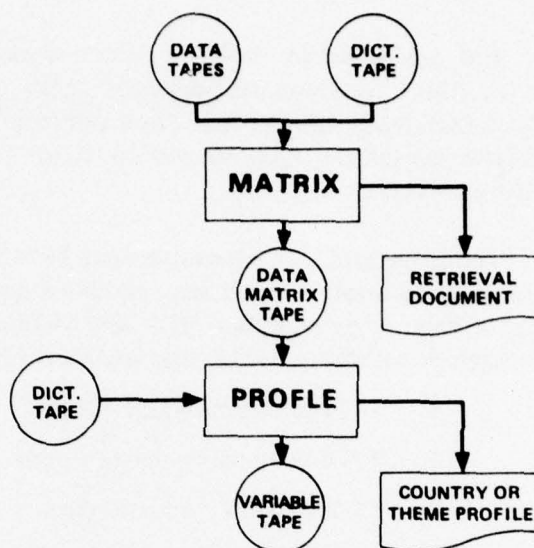 DATA
TAPES
DICT.
TAPE
MATRIX
DATA
MATRIX
TAPE
RETRIEVAL
DOCUMENT
DICT.
TAPE
PROFLE
VARIABLE
TAPE
COUNTRY OR
THEME PROFILE